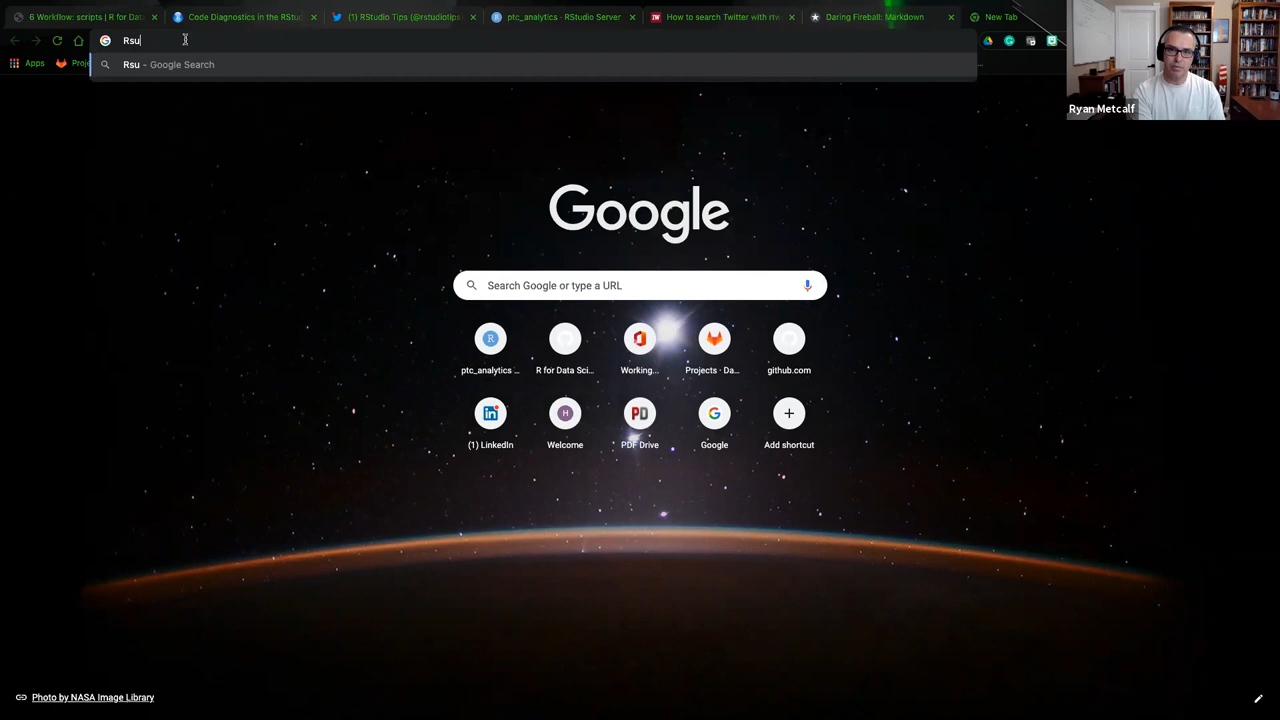 6 Workflow: scripts | R for Data
Code Diagnostics in the RStud
(1) RStudio Tips (@rstudiotips
ptc_analytics - RStudio Server
How to search Twitter with rtw
Daring Fireball: Markdown
New Tab
Rsu
Apps
Proje
Rsu - Google Search
Ryan Metcalf
Google
Search Google or type a URL
ptc_analytics ...
R for Data Sci...
Working...
Projects · Da...
github.com
(1) LinkedIn
Welcome
PDF Drive
Google
Add shortcut
Photo by NASA Image Library